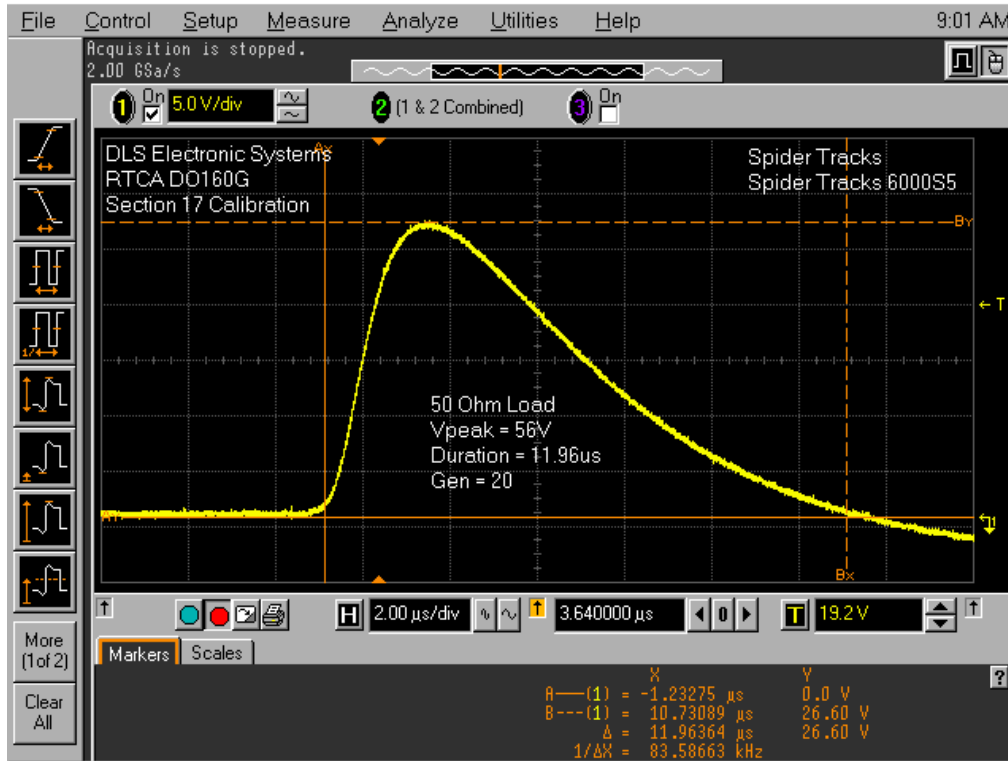 File Control Setup Measure Analyze Utilities Help 9:01 AM
Acquisition is stopped.
2.00 GSa/s
1 On 5.0 V/div 2 (1 & 2 Combined) 3 On
DLS Electronic Systems
RTCA DO160G
Section 17 Calibration
Spider Tracks
Spider Tracks 6000S5
Ax
By
T
50 Ohm Load
Vpeak = 56V
Duration = 11.96us
Gen = 20
Bx
1/
More
(1 of 2)
Clear
All
H 2.00 µs/div 3.640000 µs 0 T 19.2 V
Markers Scales
?
X Y
A——(1) = -1.23275 µs 0.0 V
B---(1) = 10.73089 µs 26.60 V
Δ = 11.96364 µs 26.60 V
1/ΔX = 83.58663 kHz